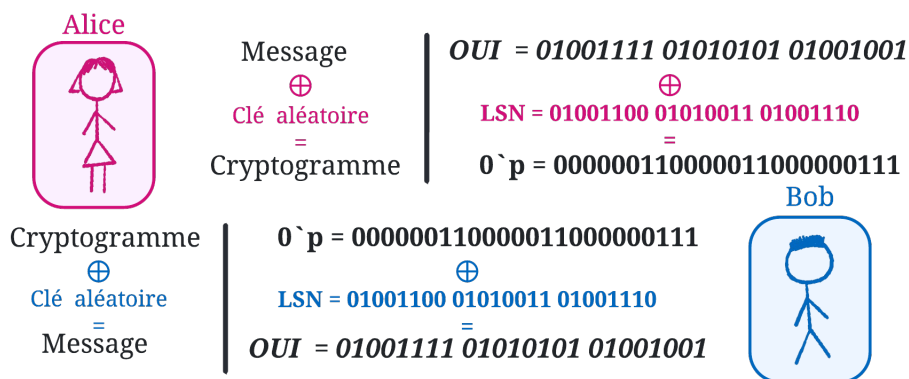 Alice
Message
⊕
Clé aléatoire
=
Cryptogramme
OUI = 01001111 01010101 01001001
⊕
LSN = 01001100 01010011 01001110
=
0`p = 000000110000011000000111
Bob
Cryptogramme
⊕
Clé aléatoire
=
Message
0`p = 000000110000011000000111
⊕
LSN = 01001100 01010011 01001110
=
OUI = 01001111 01010101 01001001